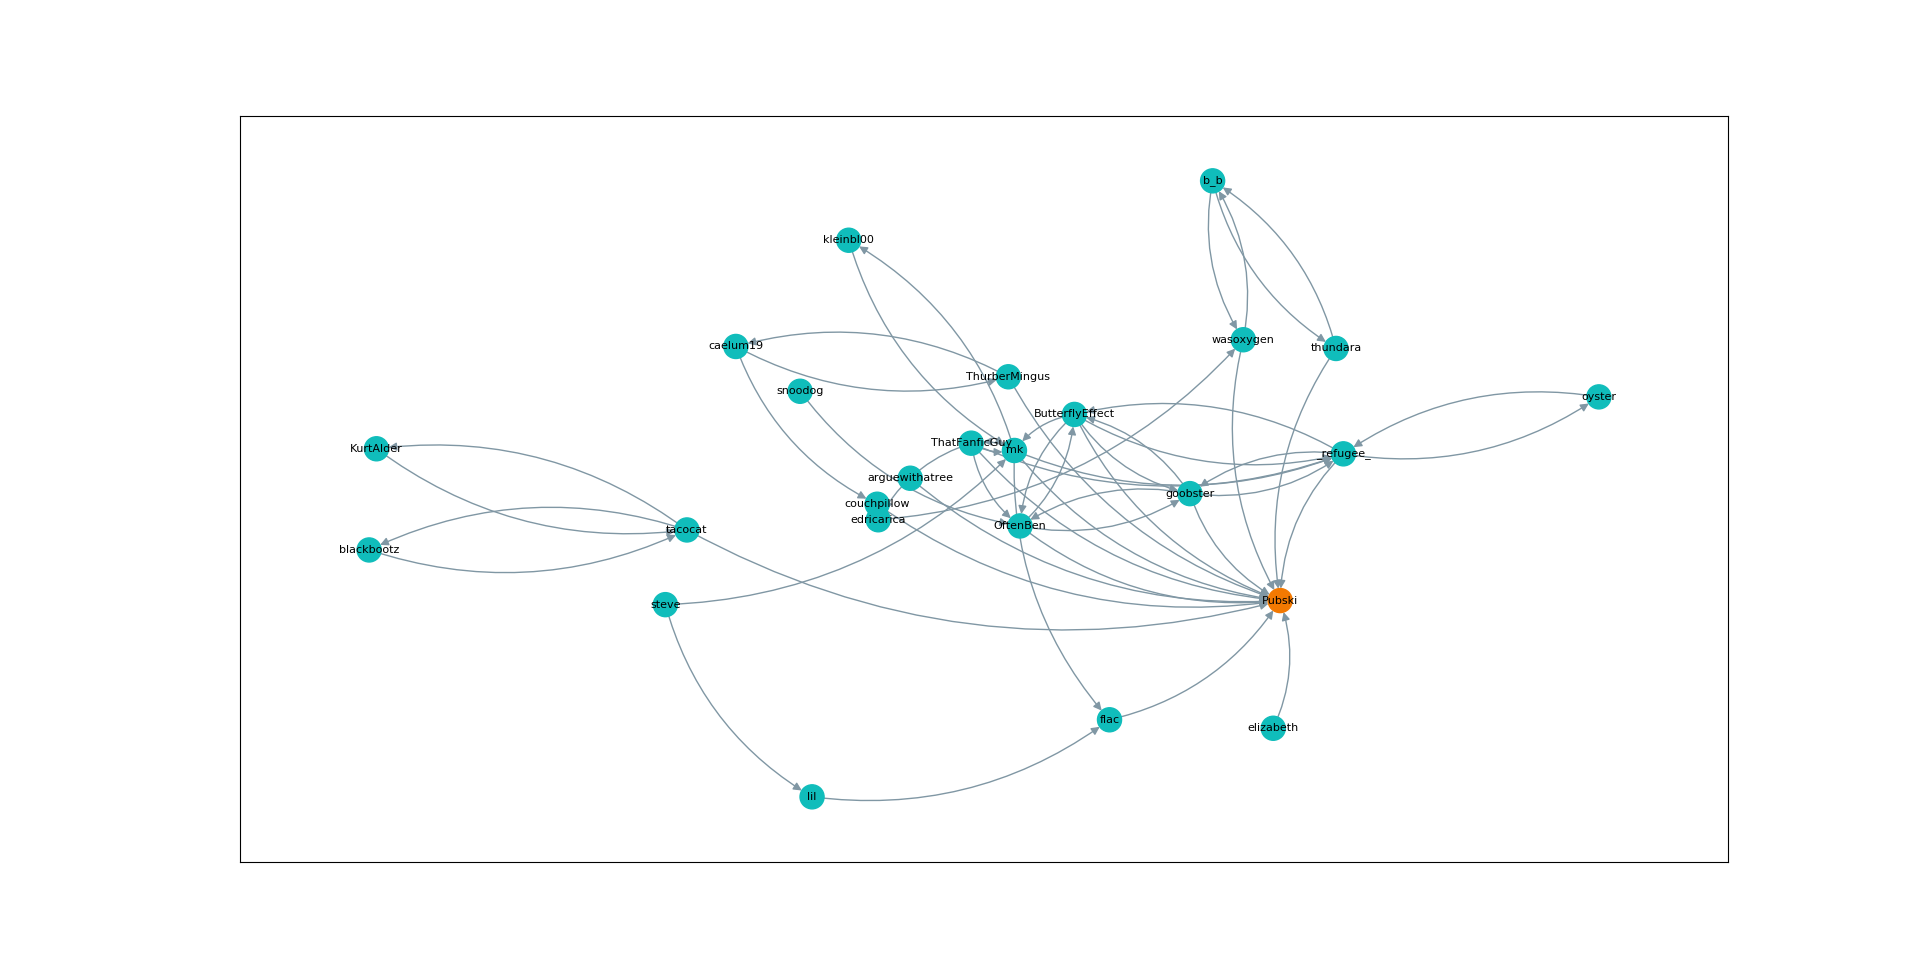 b_b
kleinbl00
wasoxygen
caelum19
thundara
ThurberMingus
snoodog
oyster
ButterflyEffect
ThatFanficGuy
KurtAlder
mk
_refugee_
arguewithatree
goobster
couchpillow
edricarica
OftenBen
tacocat
blackbootz
Pubski
steve
flac
elizabeth
lil